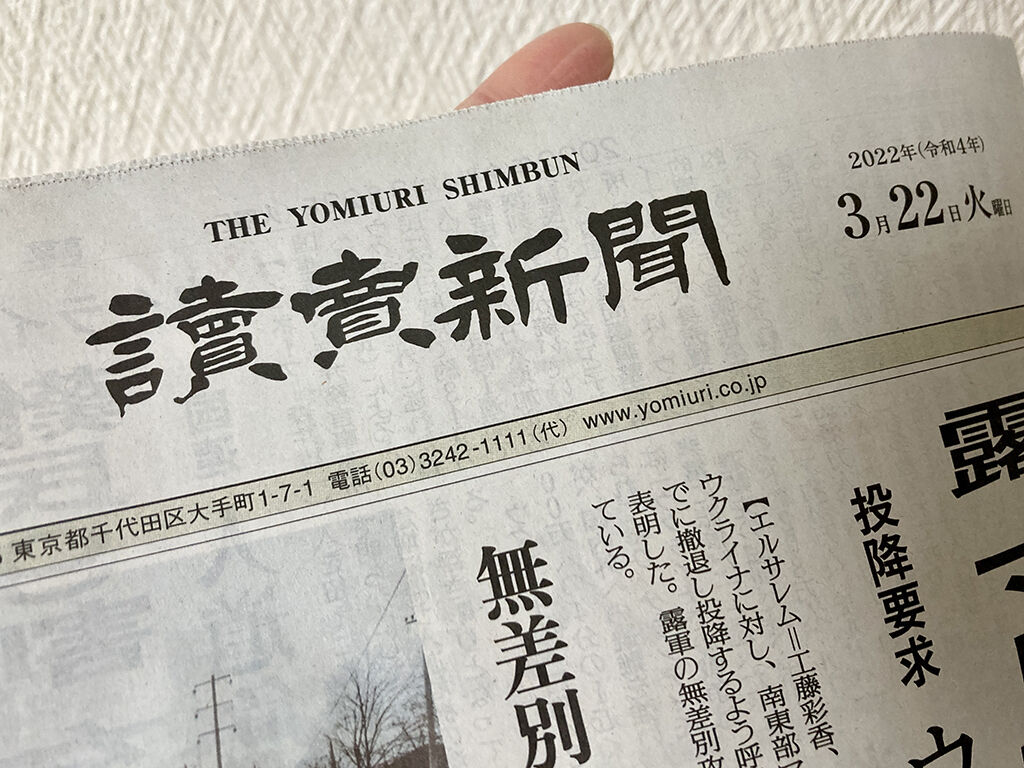 THE YOMIURI SHIMBUN
讀賣新聞
2022年(令和4年)
3月22日火曜日
東京都千代田区大手町1-7-1 電話(03)3242-1111(代) www.yomiuri.co.jp
露
投降要求
【エルサレム=工藤彩香、
ウクライナに対し、南東部マ
でに撤退し投降するよう呼
表明した。露軍の無差別攻
ている。
無差別